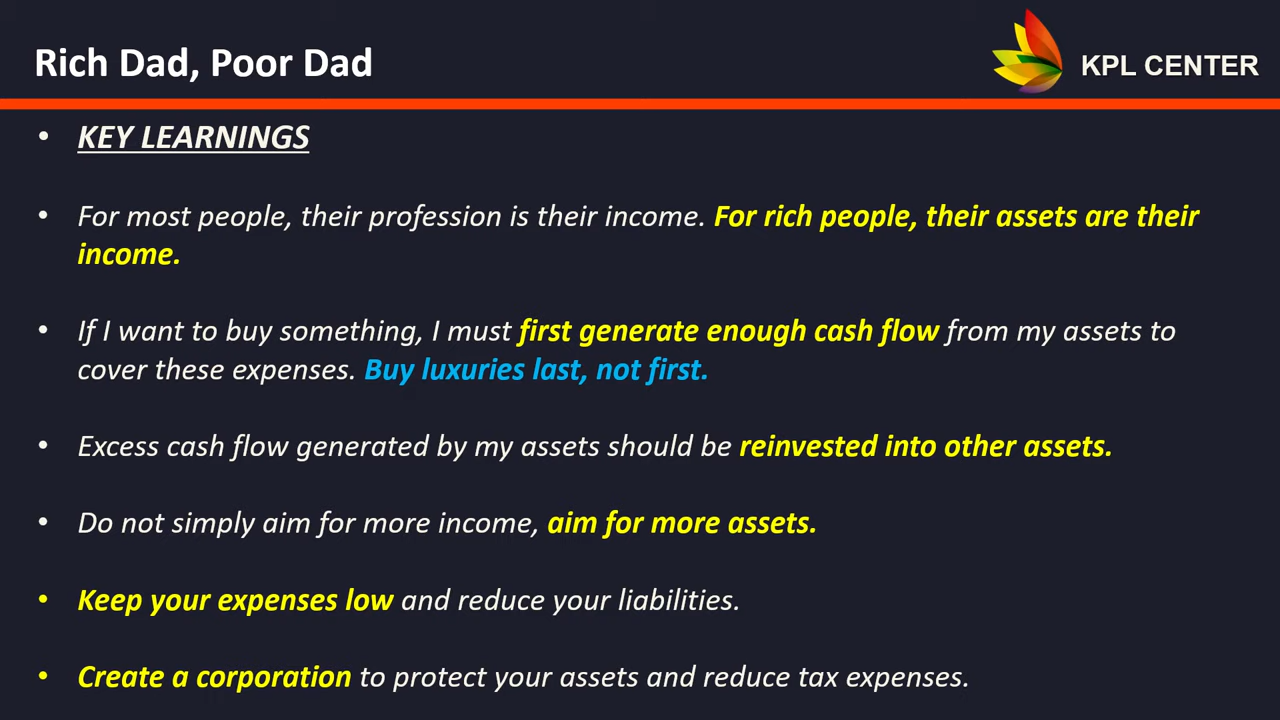 Rich Dad, Poor Dad
KPL CENTER
• KEY LEARNINGS
• For most people, their profession is their income. For rich people, their assets are their
income.
• If I want to buy something, I must first generate enough cash flow from my assets to
cover these expenses. Buy luxuries last, not first.
• Excess cash flow generated by my assets should be reinvested into other assets.
• Do not simply aim for more income, aim for more assets.
• Keep your expenses low and reduce your liabilities.
• Create a corporation to protect your assets and reduce tax expenses.